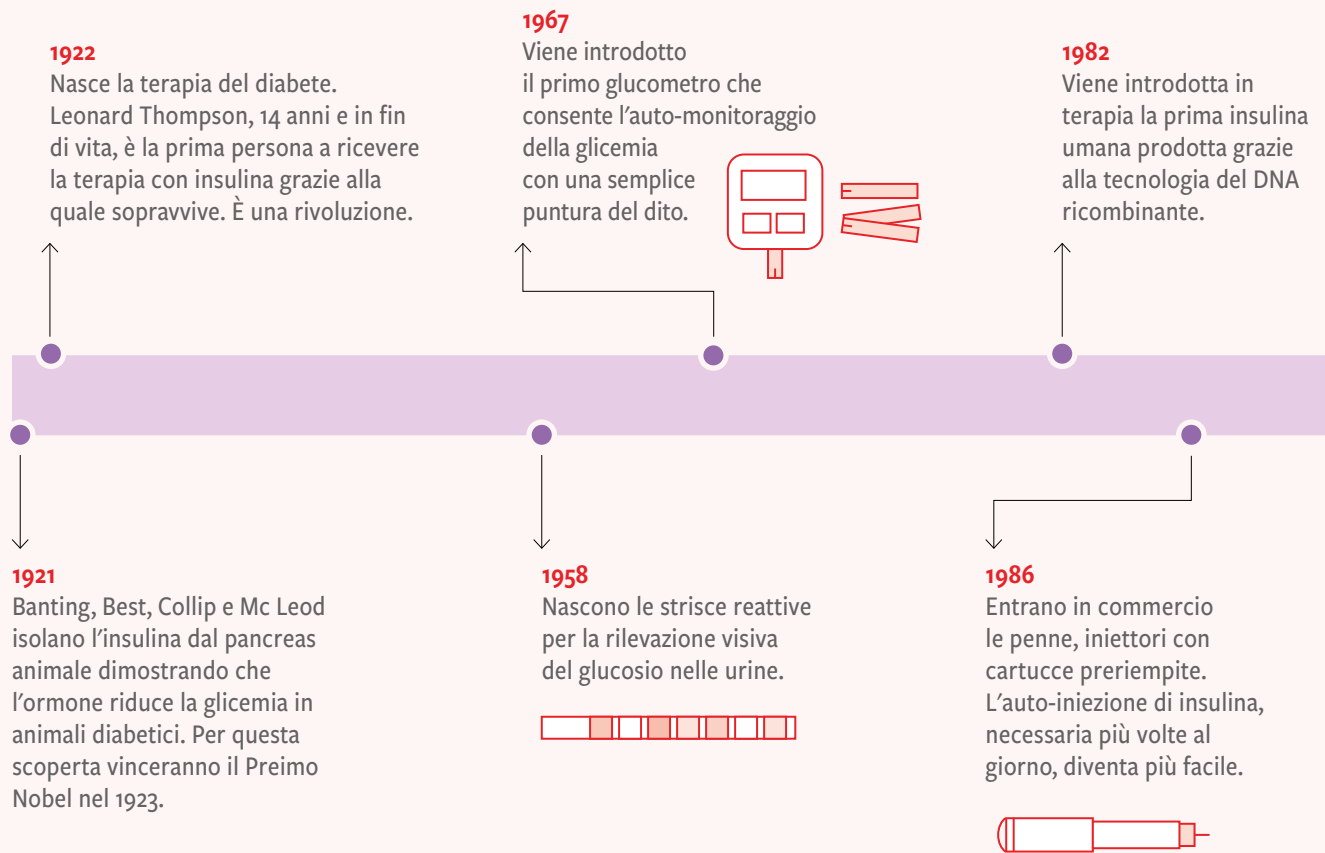 1922
Nasce la terapia del diabete.
Leonard Thompson, 14 anni e in fin
di vita, è la prima persona a ricevere
la terapia con insulina grazie alla
quale sopravvive. È una rivoluzione.
1967
Viene introdotto
il primo glucometro che
consente l'auto-monitoraggio
della glicemia
con una semplice
puntura del dito.
1982
Viene introdotta in
terapia la prima insulina
umana prodotta grazie
alla tecnologia del DNA
ricombinante.
1921
Banting, Best, Collip e Mc Leod
isolano l'insulina dal pancreas
animale dimostrando che
l'ormone riduce la glicemia in
animali diabetici. Per questa
scoperta vinceranno il Preimo
Nobel nel 1923.
1958
Nascono le strisce reattive
per la rilevazione visiva
del glucosio nelle urine.
1986
Entrano in commercio
le penne, iniettori con
cartucce preriempite.
L'auto-iniezione di insulina,
necessaria più volte al
giorno, diventa più facile.